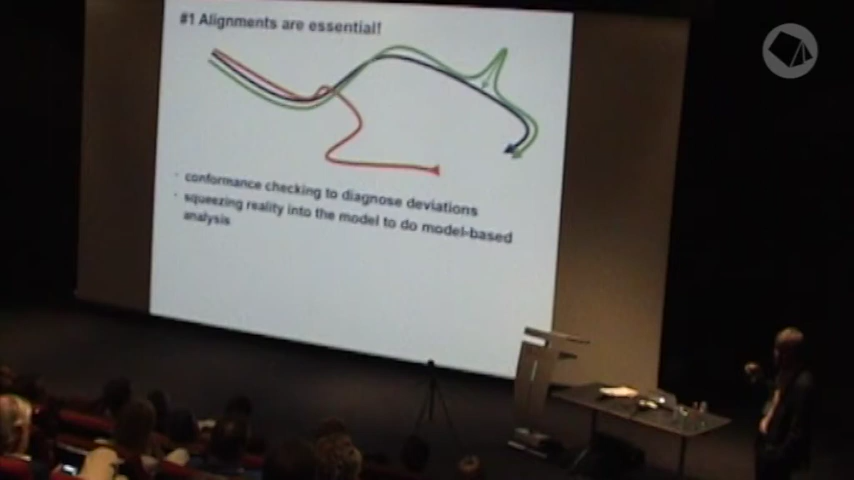 #1 Alignments are essential!
conformance checking to diagnose deviations
squeezing reality into the model to do model-based
analysis